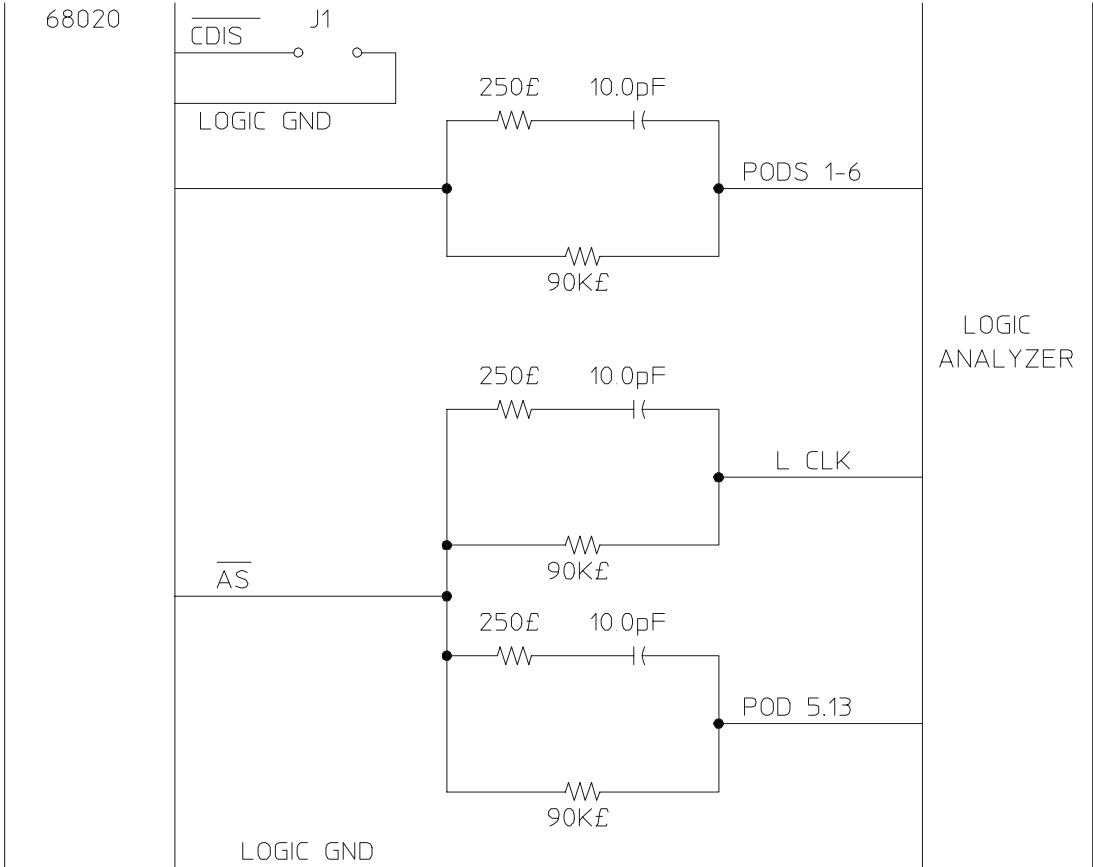 68020
CDIS
J1
LOGIC GND
250£
10.0pF
PODS 1-6
90K£
LOGIC
ANALYZER
250£
10.0pF
L CLK
90K£
AS
250£
10.0pF
POD 5.13
90K£
LOGIC GND